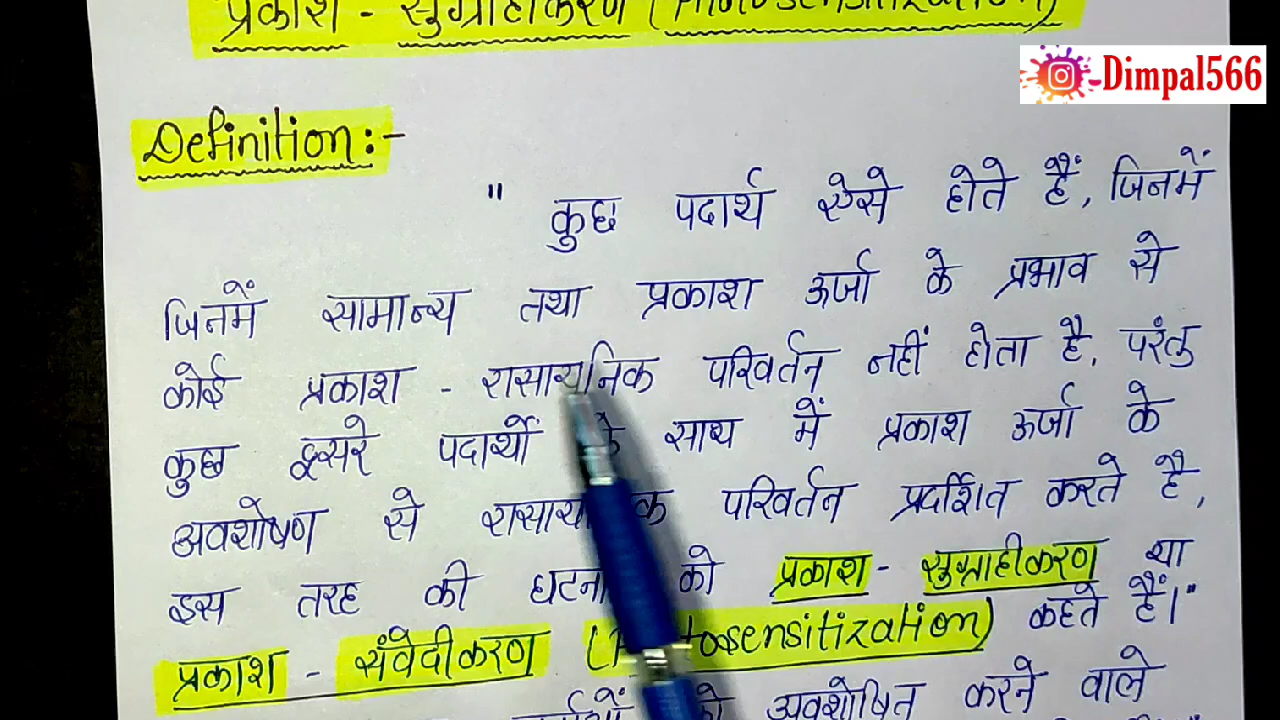 प्रकाश - सुग्राहीकरण (Photosensitization)
-Dimpal566
Definition:-
" कुछ पदार्थ ऐसे होते हैं, जिनमें
जिनमें सामान्य तथा प्रकाश ऊर्जा के प्रभाव से
कोई प्रकाश - रासायनिक परिवर्तन नहीं होता है, परंतु
कुछ दूसरे पदार्थों के साथ में प्रकाश ऊर्जा के
अवशोषण से परिवर्तन प्रदर्शित करते है,
इस तरह की घटना को प्रकाश - सुग्राहीकरण या
प्रकाश - संवेदीकरण (Photosensitization) कहते हैं।"
को अवशोषित करने वाले